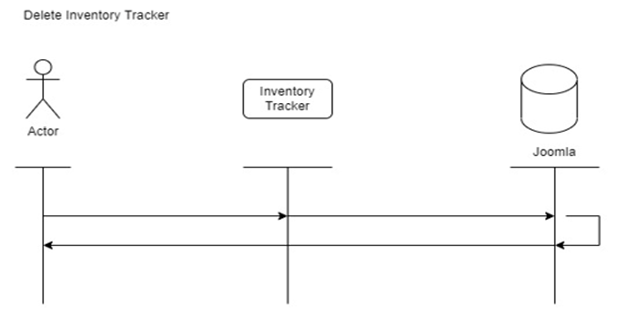 Delete Inventory Tracker
Inventory
Tracker
Actor
Joomla